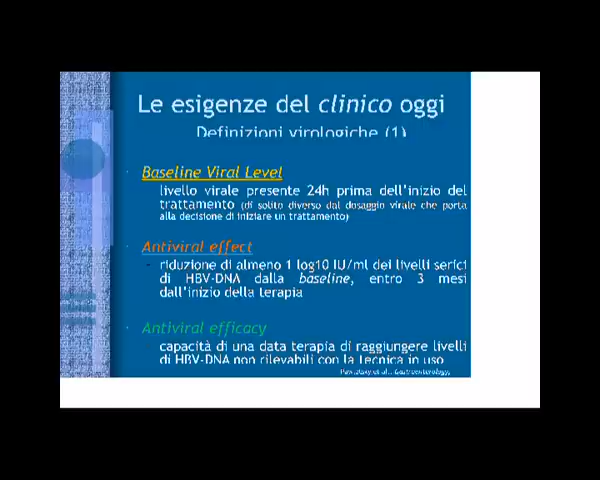 Le esigenze del clinico oggi
Definizioni virologiche (1)
Baseline Viral Level
livello virale presente 24h prima dell'inizio del
trattamento (di solito diverso dal dosaggio virale che porta
alla decisione di iniziare un trattamento)
Antiviral effect
riduzione di almeno 1 log10 IU/ml dei livelli serici
di HBV-DNA dalla baseline, entro 3 mesi
dall'inizio della terapia
Antiviral efficacy
capacità di una data terapia di raggiungere livelli
di HBV-DNA non rilevabili con la tecnica in uso
et al., Gastroenterology,